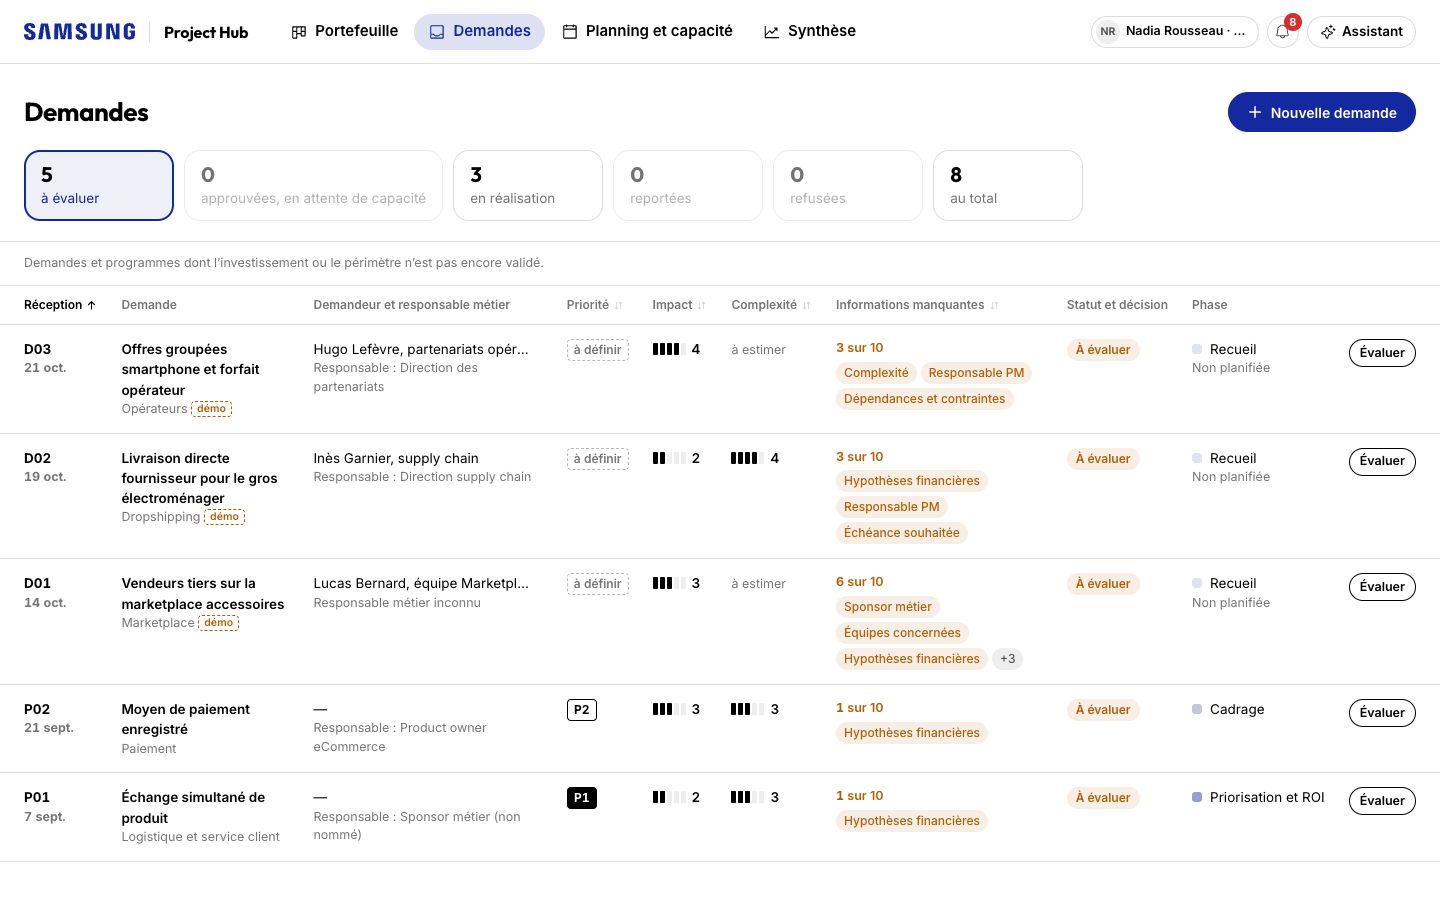 SAMSUNG Project Hub Portefeuille Demandes Planning et capacité Synthèse NR Nadia Rousseau · ... 8 Assistant
Demandes
Nouvelle demande
5
à évaluer
0
approuvées, en attente de capacité
3
en réalisation
0
reportées
0
refusées
8
au total
Demandes et programmes dont l’investissement ou le périmètre n’est pas encore validé.
Réception ↑ Demande Demandeur et responsable métier Priorité ↓↑ Impact ↓↑ Complexité ↓↑ Informations manquantes ↓↑ Statut et décision Phase
D03
21 oct.
Offres groupées
smartphone et forfait
opérateur
Opérateurs démo
Hugo Lefèvre, partenariats opér...
Responsable : Direction des
partenariats
à définir
4
à estimer
3 sur 10
Complexité Responsable PM
Dépendances et contraintes
À évaluer
Recueil
Non planifiée
Évaluer
D02
19 oct.
Livraison directe
fournisseur pour le gros
électroménager
Dropshipping démo
Inès Garnier, supply chain
Responsable : Direction supply chain
à définir
2
4
3 sur 10
Hypothèses financières
Responsable PM
Échéance souhaitée
À évaluer
Recueil
Non planifiée
Évaluer
D01
14 oct.
Vendeurs tiers sur la
marketplace accessoires
Marketplace démo
Lucas Bernard, équipe Marketpl...
Responsable métier inconnu
à définir
3
à estimer
6 sur 10
Sponsor métier
Équipes concernées
Hypothèses financières +3
À évaluer
Recueil
Non planifiée
Évaluer
P02
21 sept.
Moyen de paiement
enregistré
Paiement
—
Responsable : Product owner
eCommerce
P2
3
3
1 sur 10
Hypothèses financières
À évaluer
Cadrage
Évaluer
P01
7 sept.
Échange simultané de
produit
Logistique et service client
—
Responsable : Sponsor métier (non
nommé)
P1
2
3
1 sur 10
Hypothèses financières
À évaluer
Priorisation et ROI
Évaluer